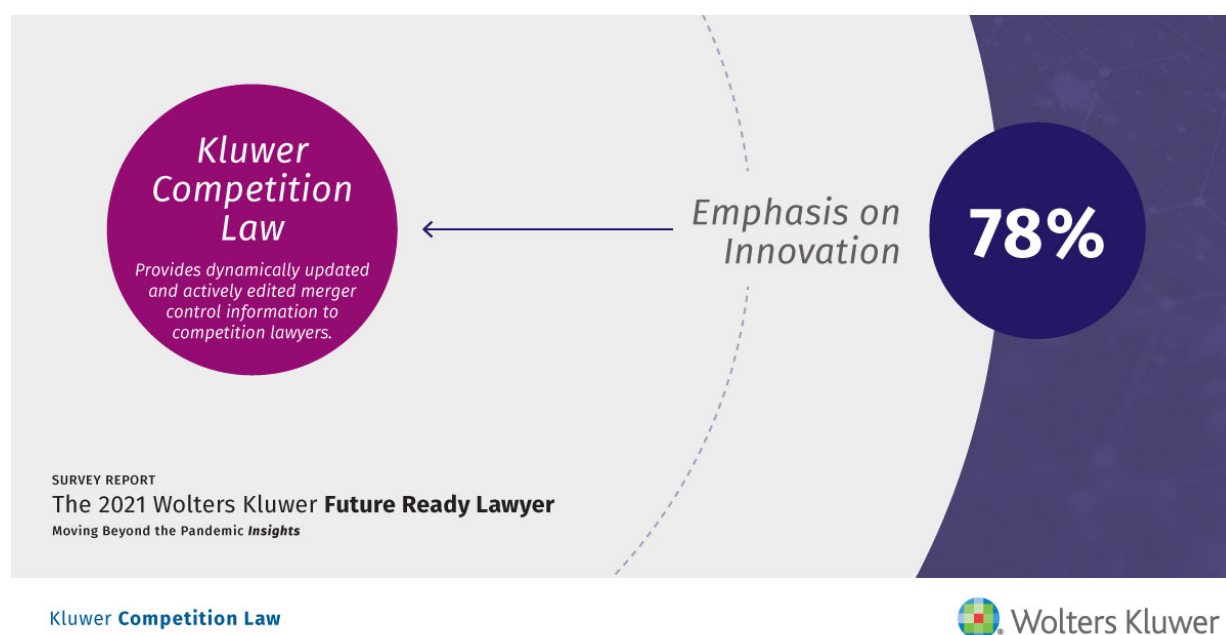 Kluwer
Competition
Law
Provides dynamically updated
and actively edited merger
control information to
competition lawyers.
Emphasis on
Innovation
78%
SURVEY REPORT
The 2021 Wolters Kluwer Future Ready Lawyer
Moving Beyond the Pandemic Insights
Kluwer Competition Law
Wolters Kluwer